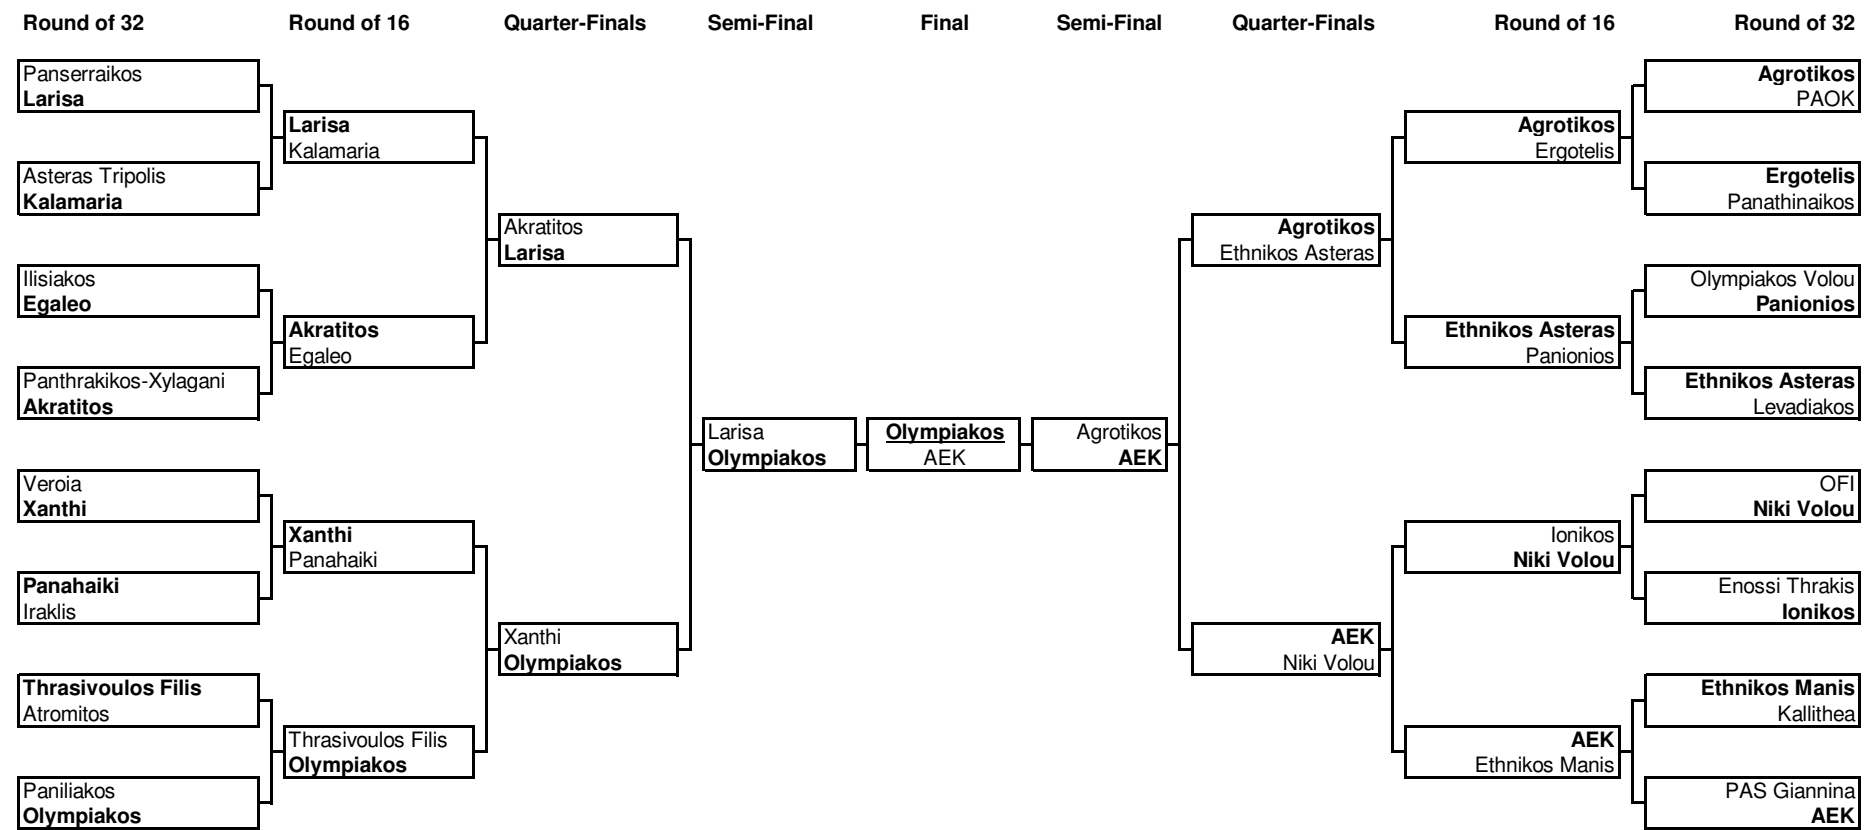 Round of 32
Round of 16
Quarter-Finals
Semi-Final
Final
Semi-Final
Quarter-Finals
Round of 16
Round of 32
Panserraikos
Larisa
Asteras Tripolis
Kalamaria
Ilisiakos
Egaleo
Panthrakikos-Xylagani
Akratitos
Veroia
Xanthi
Panahaiki
Iraklis
Thrasivoulos Filis
Atromitos
Paniliakos
Olympiakos
Larisa
Kalamaria
Akratitos
Egaleo
Xanthi
Panahaiki
Thrasivoulos Filis
Olympiakos
Akratitos
Larisa
Xanthi
Olympiakos
Larisa
Olympiakos
Olympiakos
AEK
Agrotikos
AEK
Agrotikos
Ethnikos Asteras
AEK
Niki Volou
Agrotikos
Ergotelis
Ethnikos Asteras
Panionios
Ionikos
Niki Volou
AEK
Ethnikos Manis
Agrotikos
PAOK
Ergotelis
Panathinaikos
Olympiakos Volou
Panionios
Ethnikos Asteras
Levadiakos
OFI
Niki Volou
Enossi Thrakis
Ionikos
Ethnikos Manis
Kallithea
PAS Giannina
AEK